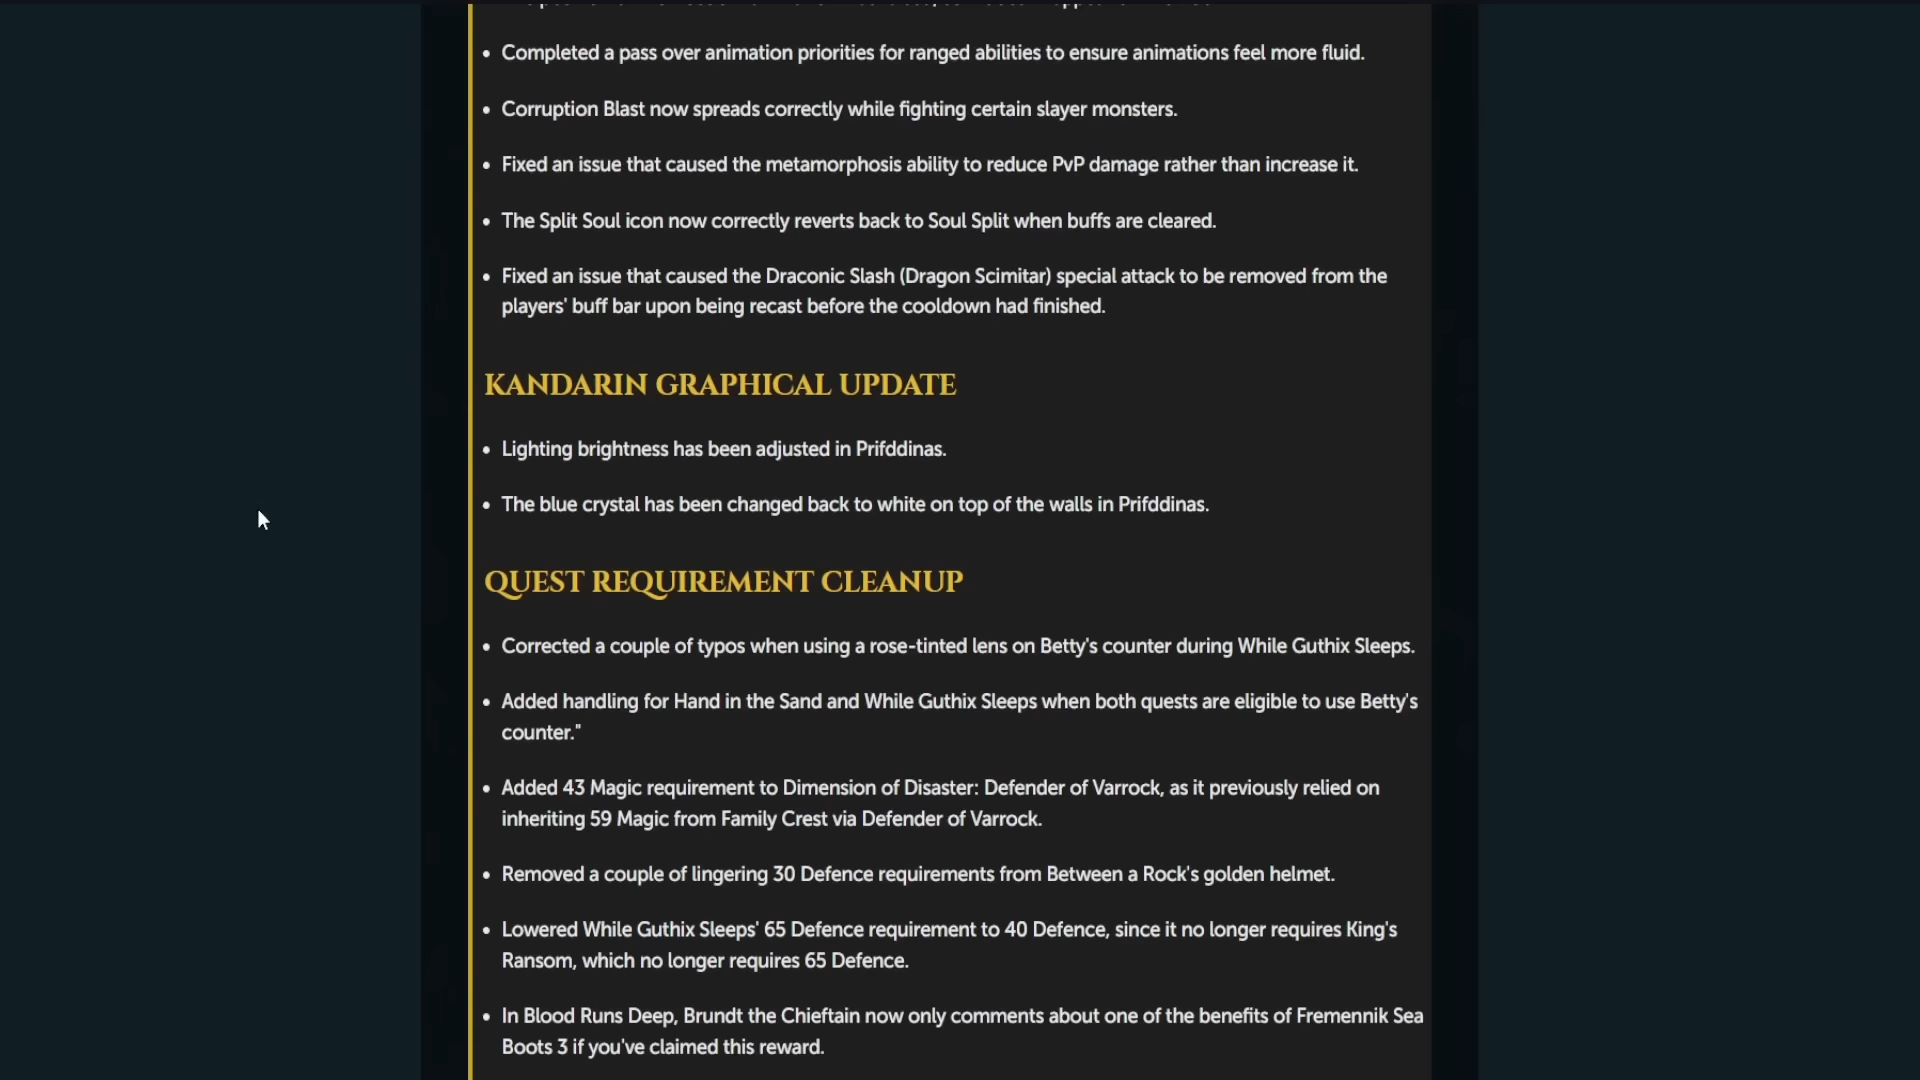 • Completed a pass over animation priorities for ranged abilities to ensure animations feel more fluid.
• Corruption Blast now spreads correctly while fighting certain slayer monsters.
• Fixed an issue that caused the metamorphosis ability to reduce PvP damage rather than increase it.
• The Split Soul icon now correctly reverts back to Soul Split when buffs are cleared.
• Fixed an issue that caused the Draconic Slash (Dragon Scimitar) special attack to be removed from the
players' buff bar upon being recast before the cooldown had finished.
KANDARIN GRAPHICAL UPDATE
• Lighting brightness has been adjusted in Prifddinas.
• The blue crystal has been changed back to white on top of the walls in Prifddinas.
QUEST REQUIREMENT CLEANUP
• Corrected a couple of typos when using a rose-tinted lens on Betty's counter during While Guthix Sleeps.
• Added handling for Hand in the Sand and While Guthix Sleeps when both quests are eligible to use Betty's
counter."
• Added 43 Magic requirement to Dimension of Disaster: Defender of Varrock, as it previously relied on
inheriting 59 Magic from Family Crest via Defender of Varrock.
• Removed a couple of lingering 30 Defence requirements from Between a Rock's golden helmet.
• Lowered While Guthix Sleeps' 65 Defence requirement to 40 Defence, since it no longer requires King's
Ransom, which no longer requires 65 Defence.
• In Blood Runs Deep, Brundt the Chieftain now only comments about one of the benefits of Fremennik Sea
Boots 3 if you've claimed this reward.